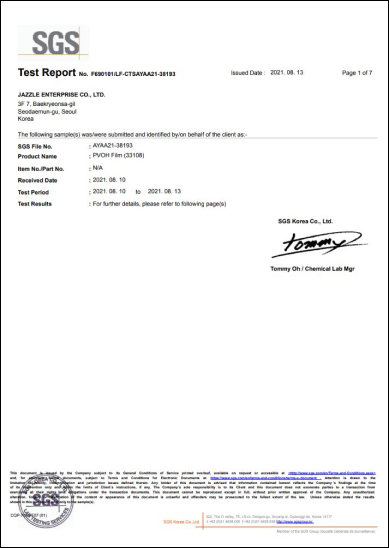 SGS
Test Report No. F690101/LF-CTSAYAA21-38193 Issued Date : 2021. 08. 13 Page 1 of 7
JAZZLE ENTERPRISE CO., LTD.
3F 7, Baekryeonsa-gil
Seodaemun-gu, Seoul
Korea
The following sample(s) was/were submitted and identified by/on behalf of the client as:-
SGS File No. : AYAA21-38193
Product Name : PVOH Film (33108)
Item No./Part No. : N/A
Received Date : 2021. 08. 10
Test Period : 2021. 08. 10 to 2021. 08. 13
Test Results : For further details, please refer to following page(s)
SGS Korea Co., Ltd.
Tommy
Tommy Oh / Chemical Lab Mgr
This document is issued by the Company subject to its General Conditions of Service printed overleaf, available on request or accessible at
and, for electronic format documents, subject to Terms and Conditions for Electronic Documents at
Attention is drawn to the limitation of liability, indemnification and jurisdiction issues defined therein. Any holder of this document is advised that information contained hereon reflects the Company's findings at the time
of its intervention only and within the limits of Client's instructions, if any. The Company's sole responsibility is to its Client and this document does not exonerate parties to a transaction from
exercising all their rights and obligations under the transaction documents. This document cannot be reproduced except in full, without prior written approval of the Company. Any unauthorized
alteration, forgery or falsification of the content or appearance of this document is unlawful and offenders may be prosecuted to the fullest extent of the law. Unless otherwise stated the results
shown in this test report refer only to the sample(s)
SGS
SGS Korea Co.,Ltd.